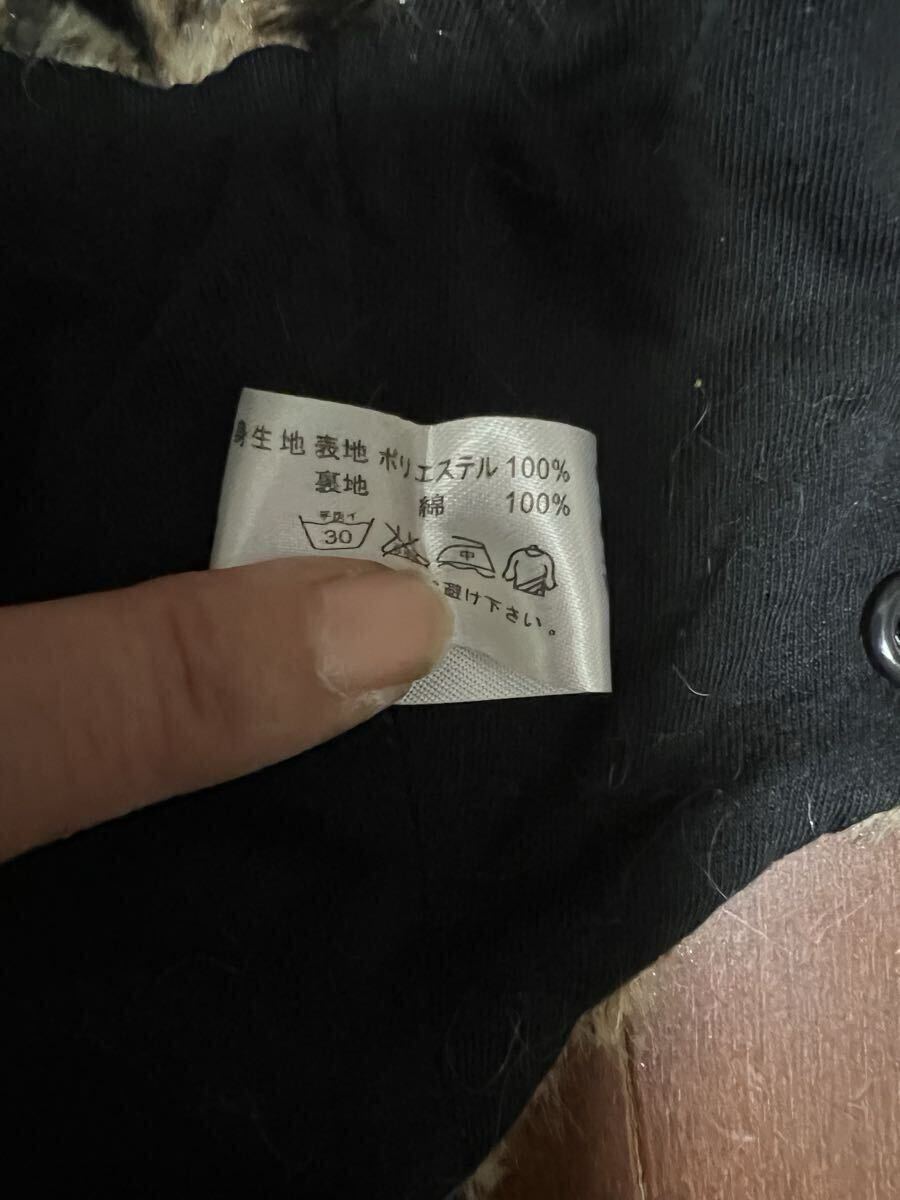 身生地 表地 ポリエステル 100%
裏地 綿 100%
手洗イ
30
中
避け下さい。